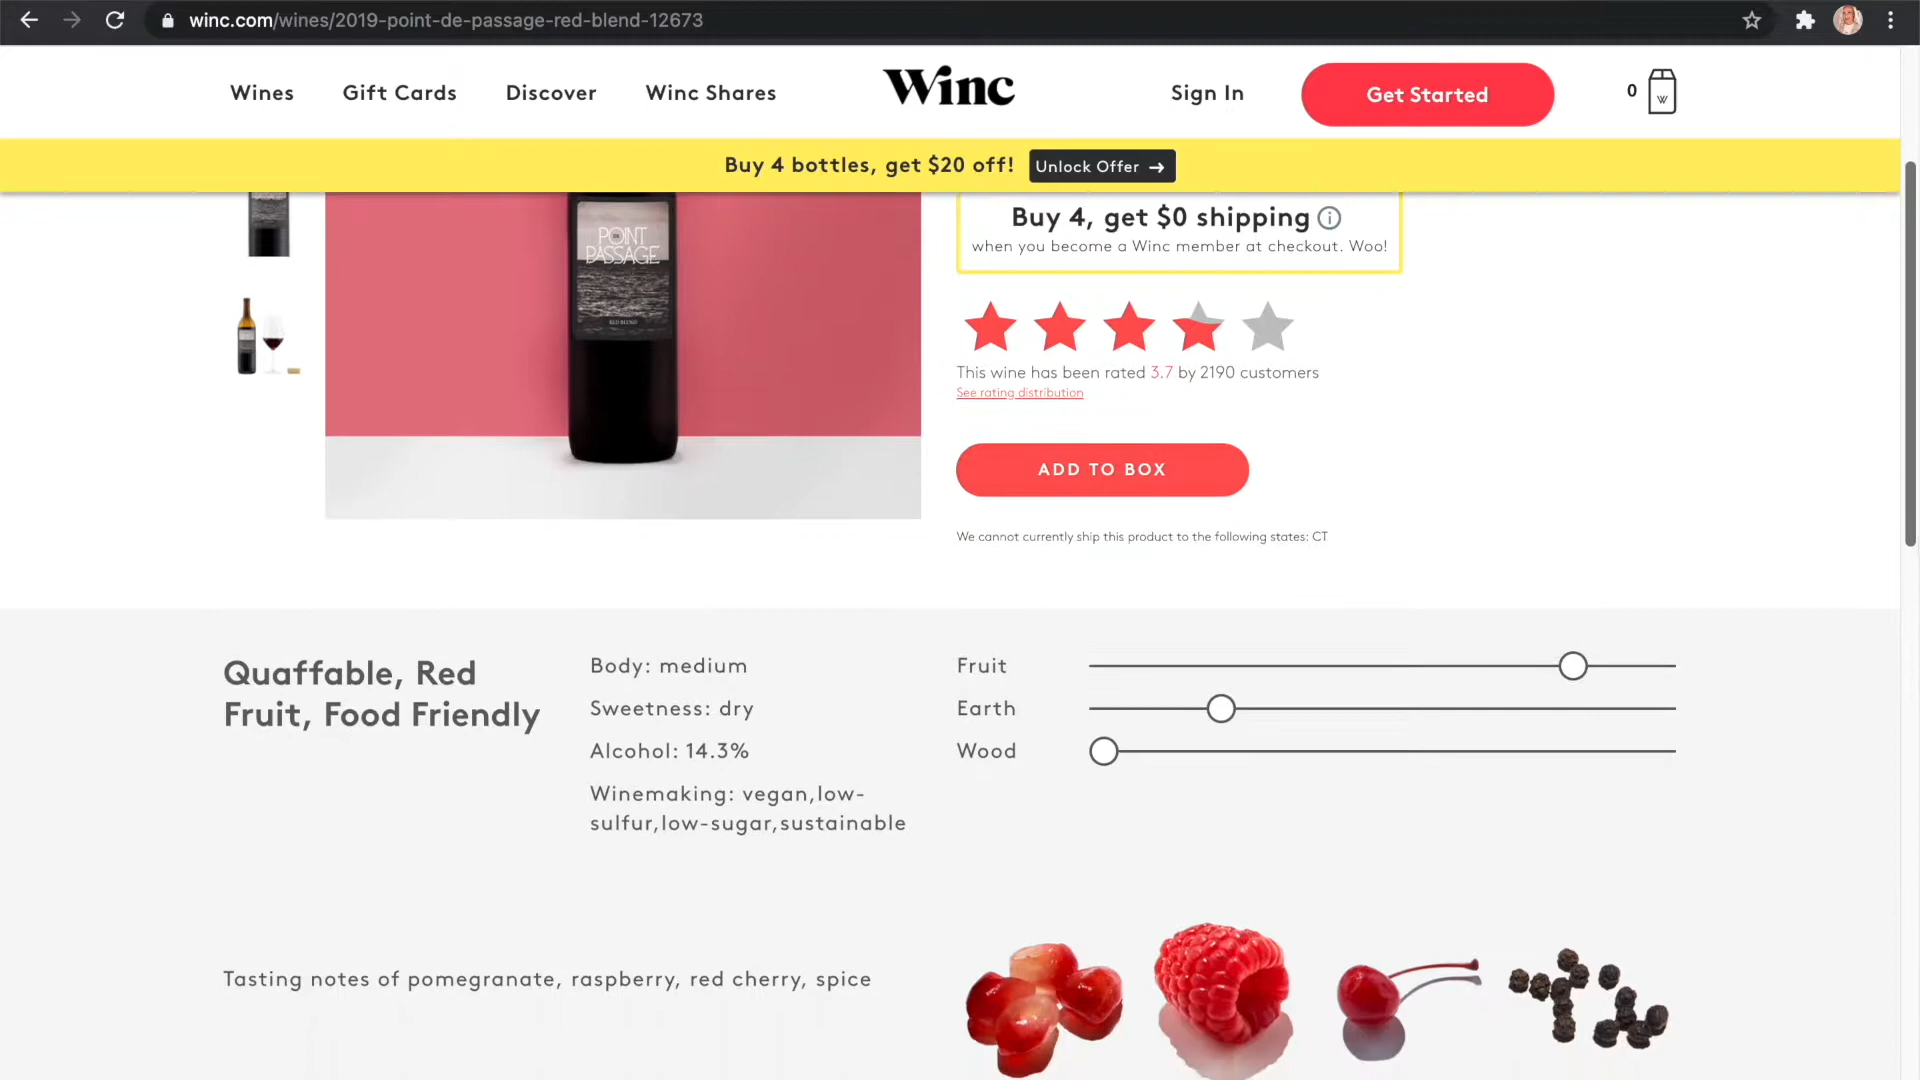 winc.com/wines/2019-point-de-passage-red-blend-12673
Wines
Gift Cards
Discover
Winc Shares
Winc
Sign In
Get Started
0
W
Buy 4 bottles, get $20 off!
Unlock Offer →
POINT
DE
PASSAGE
RED BLEND
Buy 4, get $0 shipping
when you become a Winc member at checkout. Woo!
This wine has been rated 3.7 by 2190 customers
See rating distribution
ADD TO BOX
We cannot currently ship this product to the following states: CT
Quaffable, Red
Fruit, Food Friendly
Body: medium
Sweetness: dry
Alcohol: 14.3%
Winemaking: vegan,low-
sulfur,low-sugar,sustainable
Fruit
Earth
Wood
Tasting notes of pomegranate, raspberry, red cherry, spice